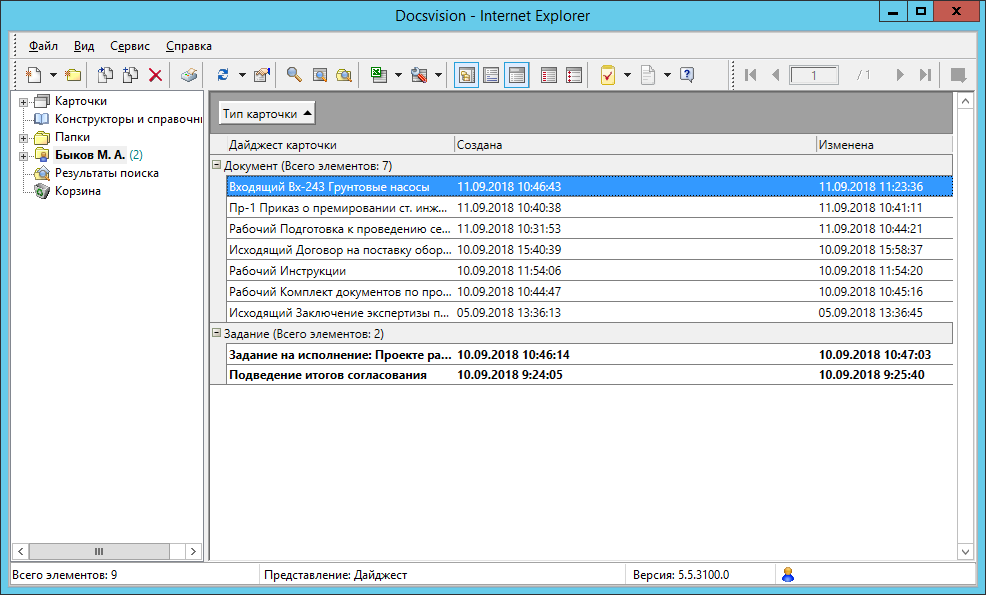 Docsvision - Internet Explorer
Файл Вид Сервис Справка
1 / 1
Карточки
Конструкторы и справочн
Папки
Быков М. А. (2)
Результаты поиска
Корзина
Тип карточки
Дайджест карточки Создана Изменена
Документ (Всего элементов: 7)
Входящий Вх-243 Грунтовые насосы 11.09.2018 10:46:43 11.09.2018 11:23:36
Пр-1 Приказ о премировании ст. инж... 11.09.2018 10:40:38 11.09.2018 10:41:11
Рабочий Подготовка к проведению се... 11.09.2018 10:31:53 11.09.2018 10:44:21
Исходящий Договор на поставку обор... 10.09.2018 15:40:39 10.09.2018 15:58:37
Рабочий Инструкции 10.09.2018 11:54:06 10.09.2018 11:54:20
Рабочий Комплект документов по про... 10.09.2018 10:44:47 10.09.2018 10:45:16
Исходящий Заключение экспертизы п... 05.09.2018 13:36:13 05.09.2018 13:36:45
Задание (Всего элементов: 2)
Задание на исполнение: Проекте ра... 10.09.2018 10:46:14 10.09.2018 10:47:03
Подведение итогов согласования 10.09.2018 9:24:05 10.09.2018 9:25:40
Всего элементов: 9 Представление: Дайджест Версия: 5.5.3100.0